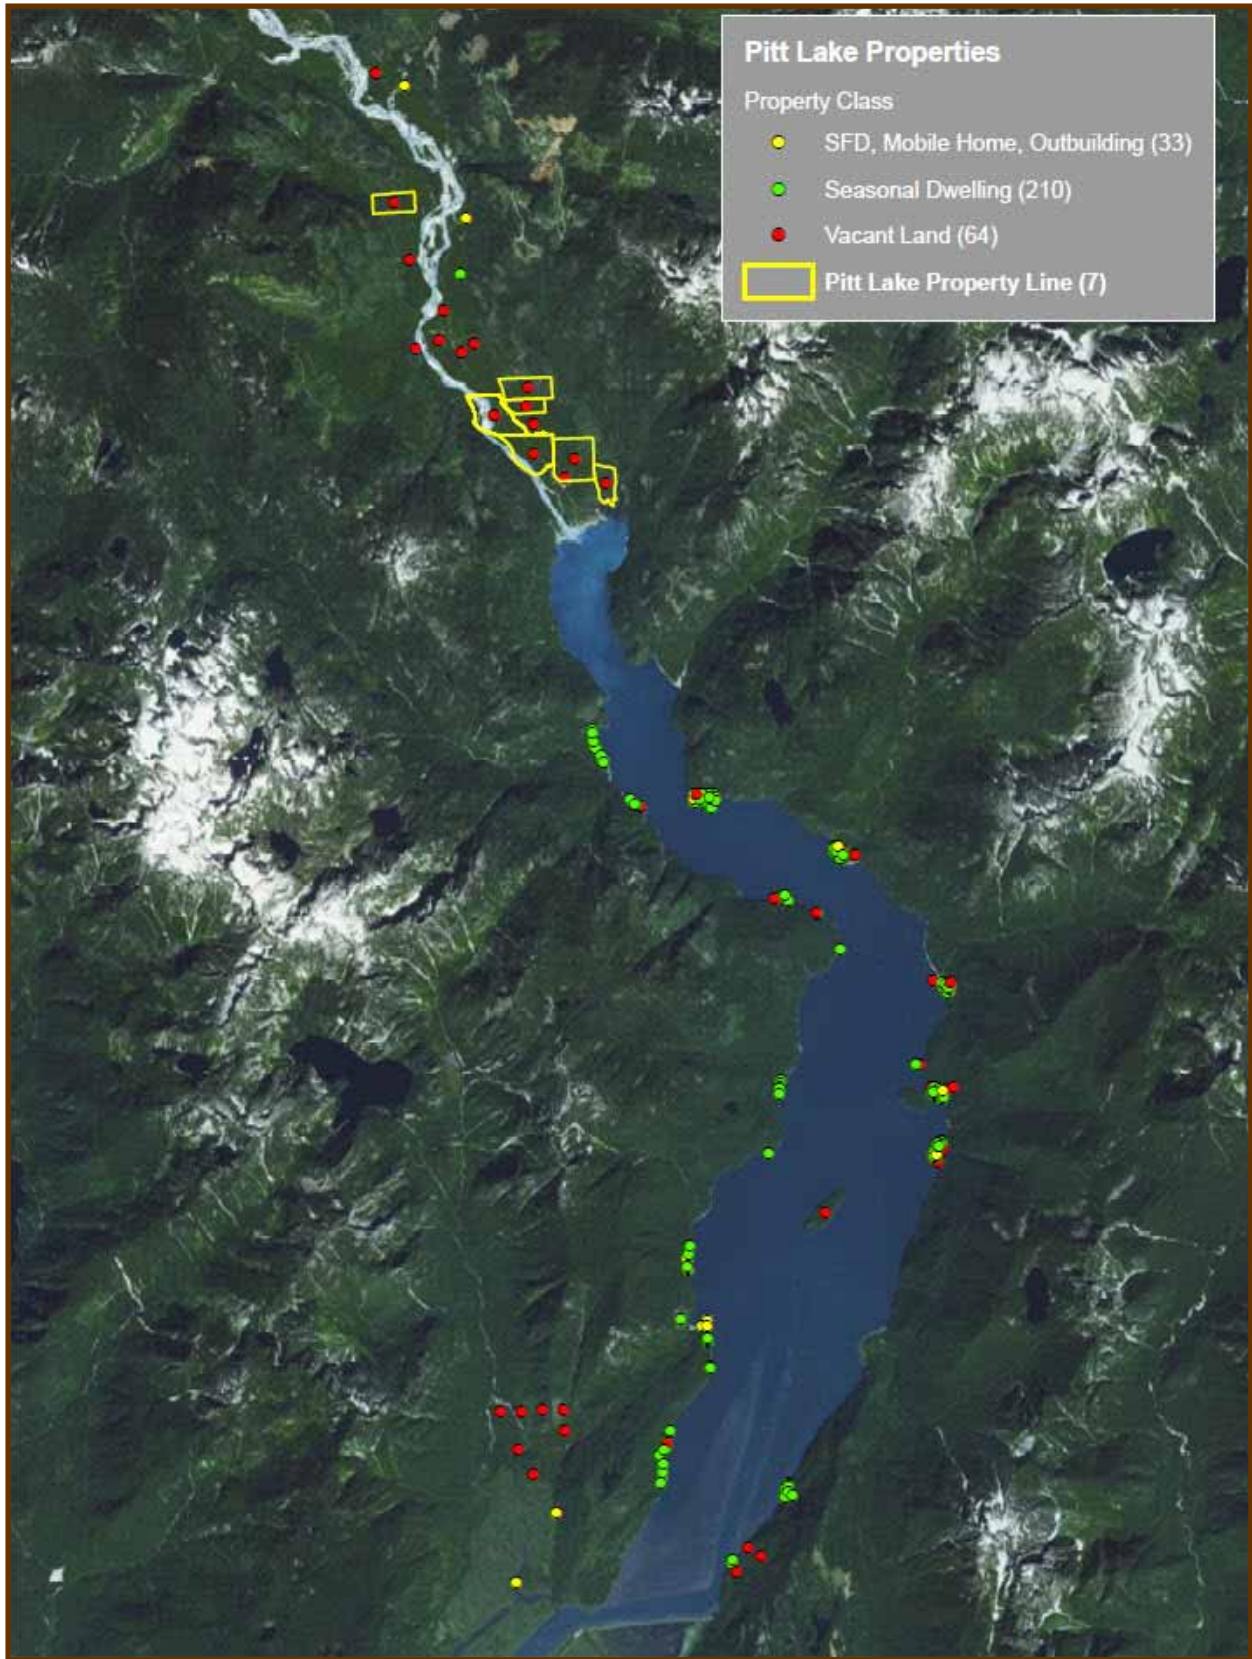 Pitt Lake Properties
Property Class
SFD, Mobile Home, Outbuilding (33)
Seasonal Dwelling (210)
Vacant Land (64)
Pitt Lake Property Line (7)